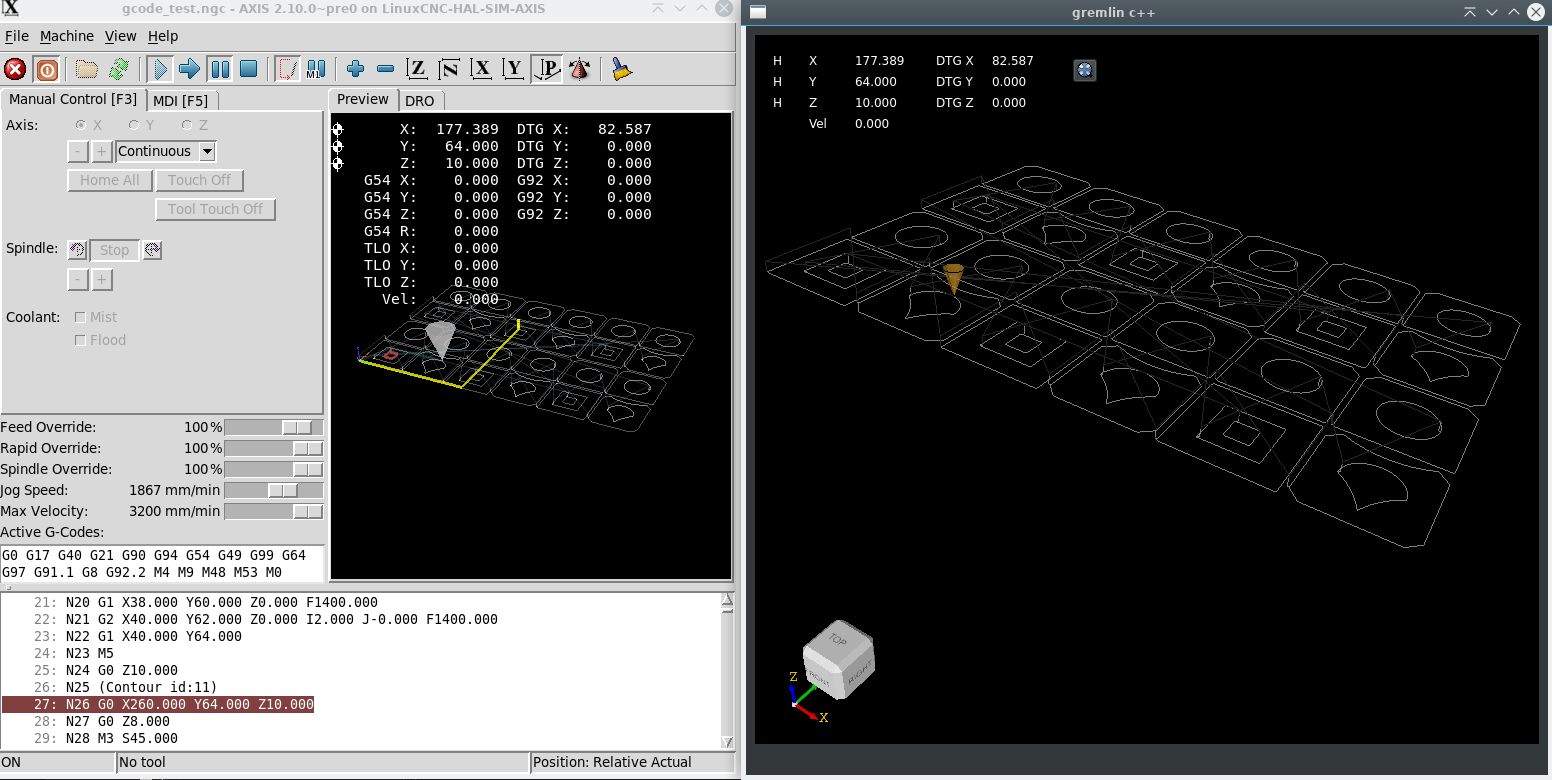 gcode_test.ngc - AXIS 2.10.0~pre0 on LinuxCNC-HAL-SIM-AXIS
File Machine View Help
M1 Z N X Y P
Manual Control [F3] MDI [F5]
Axis: X Y Z
- + Continuous
Home All Touch Off
Tool Touch Off
Spindle: Stop
- +
Coolant: Mist
Flood
Feed Override: 100%
Rapid Override: 100%
Spindle Override: 100%
Jog Speed: 1867 mm/min
Max Velocity: 3200 mm/min
Active G-Codes:
G0 G17 G40 G21 G90 G94 G54 G49 G99 G64
G97 G91.1 G8 G92.2 M4 M9 M48 M53 M0
Preview DRO
X: 177.389 DTG X: 82.587
Y: 64.000 DTG Y: 0.000
Z: 10.000 DTG Z: 0.000
G54 X: 0.000 G92 X: 0.000
G54 Y: 0.000 G92 Y: 0.000
G54 Z: 0.000 G92 Z: 0.000
G54 R: 0.000
TLO X: 0.000
TLO Y: 0.000
TLO Z: 0.000
Vel: 0.000
21: N20 G1 X38.000 Y60.000 Z0.000 F1400.000
22: N21 G2 X40.000 Y62.000 Z0.000 I2.000 J-0.000 F1400.000
23: N22 G1 X40.000 Y64.000
24: N23 M5
25: N24 G0 Z10.000
26: N25 (Contour id:11)
27: N26 G0 X260.000 Y64.000 Z10.000
28: N27 G0 Z8.000
29: N28 M3 S45.000
ON No tool Position: Relative Actual
gremlin c++
H X 177.389 DTG X 82.587
H Y 64.000 DTG Y 0.000
H Z 10.000 DTG Z 0.000
Vel 0.000
TOP
FRONT RIGHT
Z
X